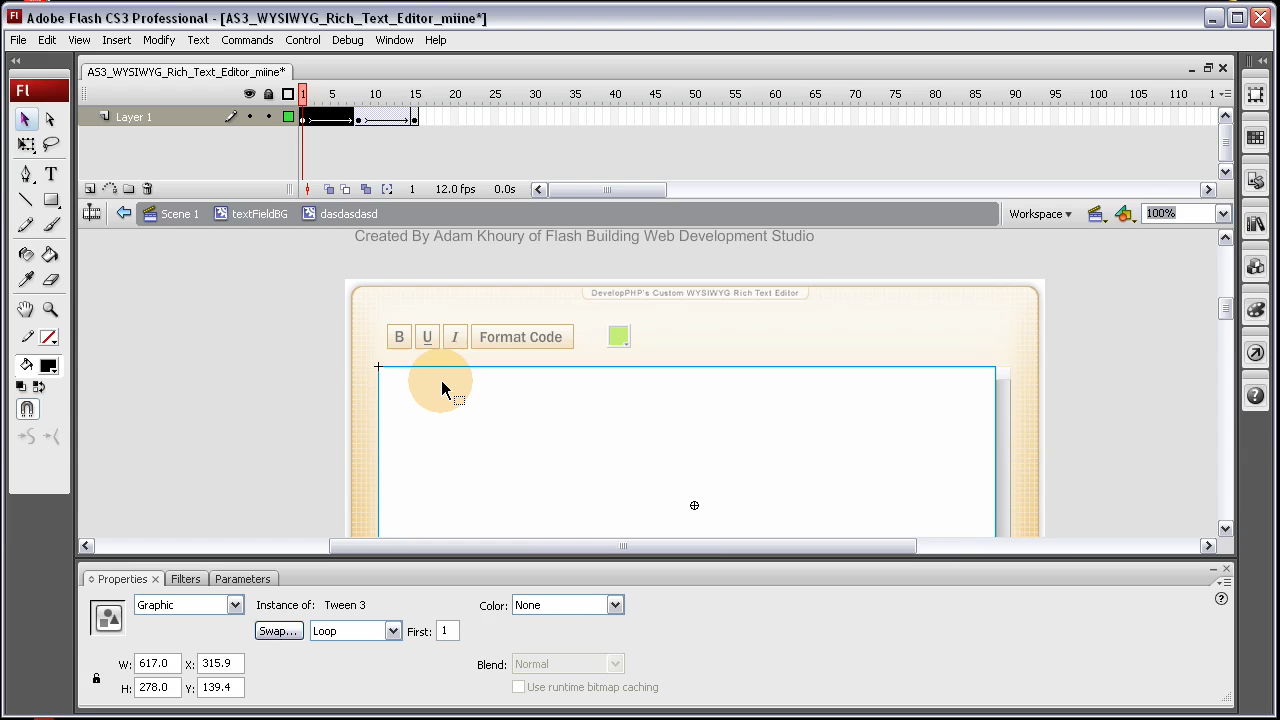 Adobe Flash CS3 Professional - [AS3_WYSIWYG_Rich_Text_Editor_miine*]
File Edit View Insert Modify Text Commands Control Debug Window Help
AS3_WYSIWYG_Rich_Text_Editor_miine*
Fl
1 5 10 15 20 25 30 35 40 45 50 55 60 65 70 75 80 85 90 95 100 105 110 1
Layer 1
1 12.0 fps 0.0s
Scene 1 textFieldBG dasdasdasd Workspace 100%
Created By Adam Khoury of Flash Building Web Development Studio
DevelopPHP's Custom WYSIWYG Rich Text Editor
B U I Format Code
Properties Filters Parameters
Graphic Instance of: Tween 3 Color: None
Swap... Loop First: 1
W: 617.0 X: 315.9 Blend: Normal
H: 278.0 Y: 139.4 Use runtime bitmap caching